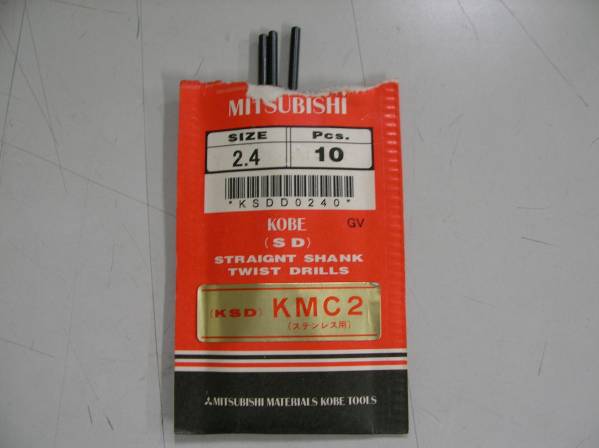 MITSUBISHI
SIZE Pcs.
2.4 10
*KSDD0240*
KOBE GV
(SD)
STRAIGNT SHANK
TWIST DRILLS
(KSD) KMC2
(ステンレス用)
MITSUBISHI MATERIALS KOBE TOOLS